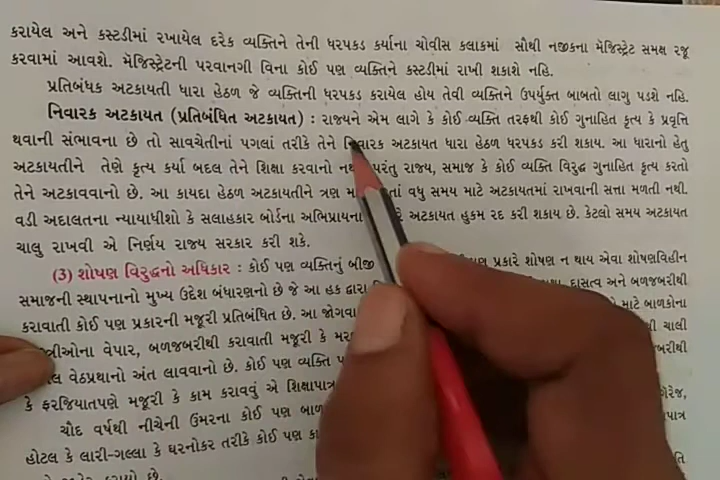 કરાયેલ અને કસ્ટડીમાં રખાયેલ દરેક વ્યક્તિને તેની ધરપકડ કર્યાના ચોવીસ કલાકમાં સૌથી નજીકના મૅજિસ્ટ્રેટ સમક્ષ રજૂ
કરવામાં આવશે. મૅજિસ્ટ્રેટની પરવાનગી વિના કોઈ પણ વ્યક્તિને કસ્ટડીમાં રાખી શકાશે નહિ.
પ્રતિબંધક અટકાયતી ધારા હેઠળ જે વ્યક્તિની ધરપકડ કરાયેલ હોય તેવી વ્યક્તિને ઉપર્યુક્ત બાબતો લાગુ પડશે નહિ.
નિવારક અટકાયત (પ્રતિબંધિત અટકાયત) : રાજ્યને એમ લાગે કે કોઈ વ્યક્તિ તરફથી કોઈ ગુનાહિત કૃત્ય કે પ્રવૃત્તિ
થવાની સંભાવના છે તો સાવચેતીનાં પગલાં તરીકે તેને નિવારક અટકાયત ધારા હેઠળ ધરપકડ કરી શકાય. આ ધારાનો હેતુ
અટકાયતીને તેણે કૃત્ય કર્યા બદલ તેને શિક્ષા કરવાનો પરંતુ રાજ્ય, સમાજ કે કોઈ વ્યક્તિ વિરુદ્ધ ગુનાહિત કૃત્ય કરતો
તેને અટકાવવાનો છે. આ કાયદા હેઠળ અટકાયતીને ત્રણ વધુ સમય માટે અટકાયતમાં રાખવાની સત્તા મળતી નથી.
વડી અદાલતના ન્યાયાધીશો કે સલાહકાર બોર્ડના અભિપ્રાયના અટકાયત હુકમ રદ કરી શકાય છે. કેટલો સમય અટકાયત
ચાલુ રાખવી એ નિર્ણય રાજ્ય સરકાર કરી શકે.
(3) શોષણ વિરુદ્ધનો અધિકાર : કોઈ પણ વ્યક્તિનું બીજી પ્રકારે શોષણ ન થાય એવા શોષણવિહીન
સમાજની સ્થાપનાનો મુખ્ય ઉદેશ બંધારણનો છે જે આ હક દ્વારા દાસત્વ અને બળજબરીથી
કરાવાતી કોઈ પણ પ્રકારની મજૂરી પ્રતિબંધિત છે. આ માટે બાળકોના
વેપાર, બળજબરીથી કરાવાતી મજૂરી કે ચાલી
વેઠપ્રથાનો અંત લાવવાનો છે. કોઈ પણ વ્યક્તિ
કે ફરજિયાતપણે મજૂરી કે કામ કરાવવું એ શિક્ષાપાત્ર
ચૌદ વર્ષથી નીચેની ઉમરના કોઈ પણ
હોટલ કે લારી-ગલ્લા કે ઘરનોકર તરીકે કોઈ પણ